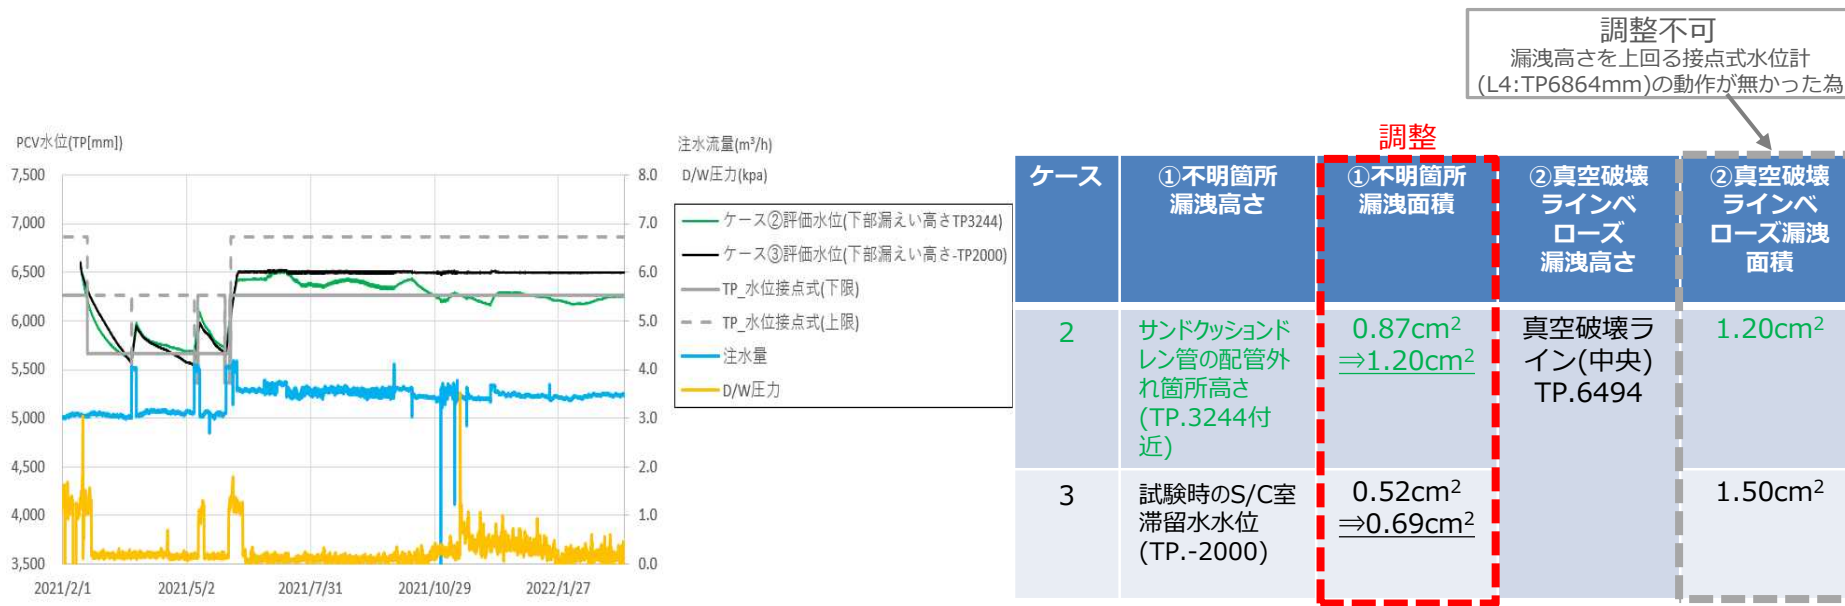 調整不可
漏洩高さを上回る接点式水位計
(L4:TP6864mm)の動作が無かった為
PCV水位(TP[mm])
7,500
7,000
6,500
6,000
5,500
5,000
4,500
4,000
3,500
2021/2/1
2021/5/2
2021/7/31
2021/10/29
2022/1/27
注水流量(m³/h)
D/W圧力(kpa)
8.0
7.0
6.0
5.0
4.0
3.0
2.0
1.0
0.0
ケース②評価水位(下部漏えい高さTP3244)
ケース③評価水位(下部漏えい高さ-TP2000)
TP_水位接点式(下限)
TP_水位接点式(上限)
注水量
D/W圧力
調整
ケース
①不明箇所
漏洩高さ
①不明箇所
漏洩面積
②真空破壊
ラインベ
ローズ
漏洩高さ
②真空破壊
ラインベ
ローズ漏洩
面積
2
サンドクッションド
レン管の配管外
れ箇所高さ
(TP.3244付
近)
0.87cm²
⇒1.20cm²
真空破壊ラ
イン(中央)
TP.6494
1.20cm²
3
試験時のS/C室
滞留水水位
(TP.-2000)
0.52cm²
⇒0.69cm²
1.50cm²